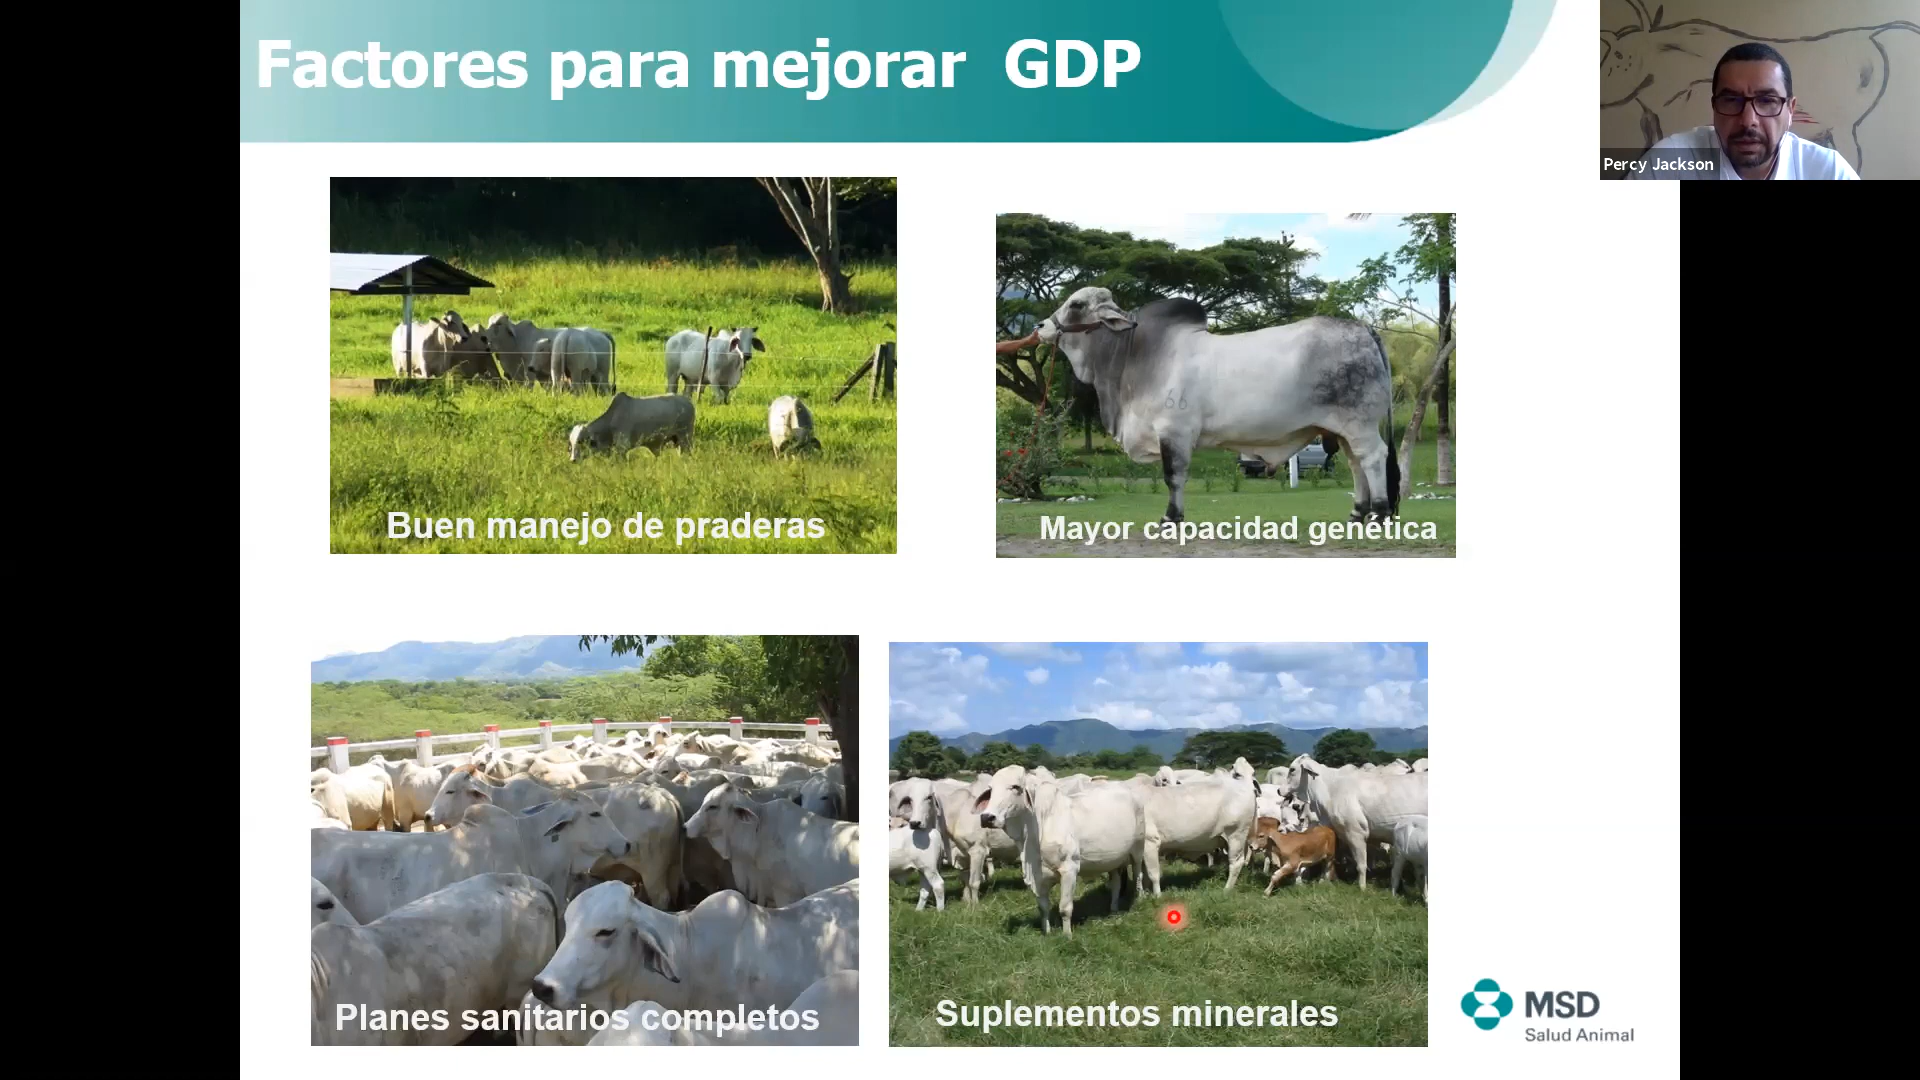 Factores para mejorar GDP
Percy Jackson
Buen manejo de praderas
66
Mayor capacidad genética
Planes sanitarios completos
Suplementos minerales
MSD
Salud Animal